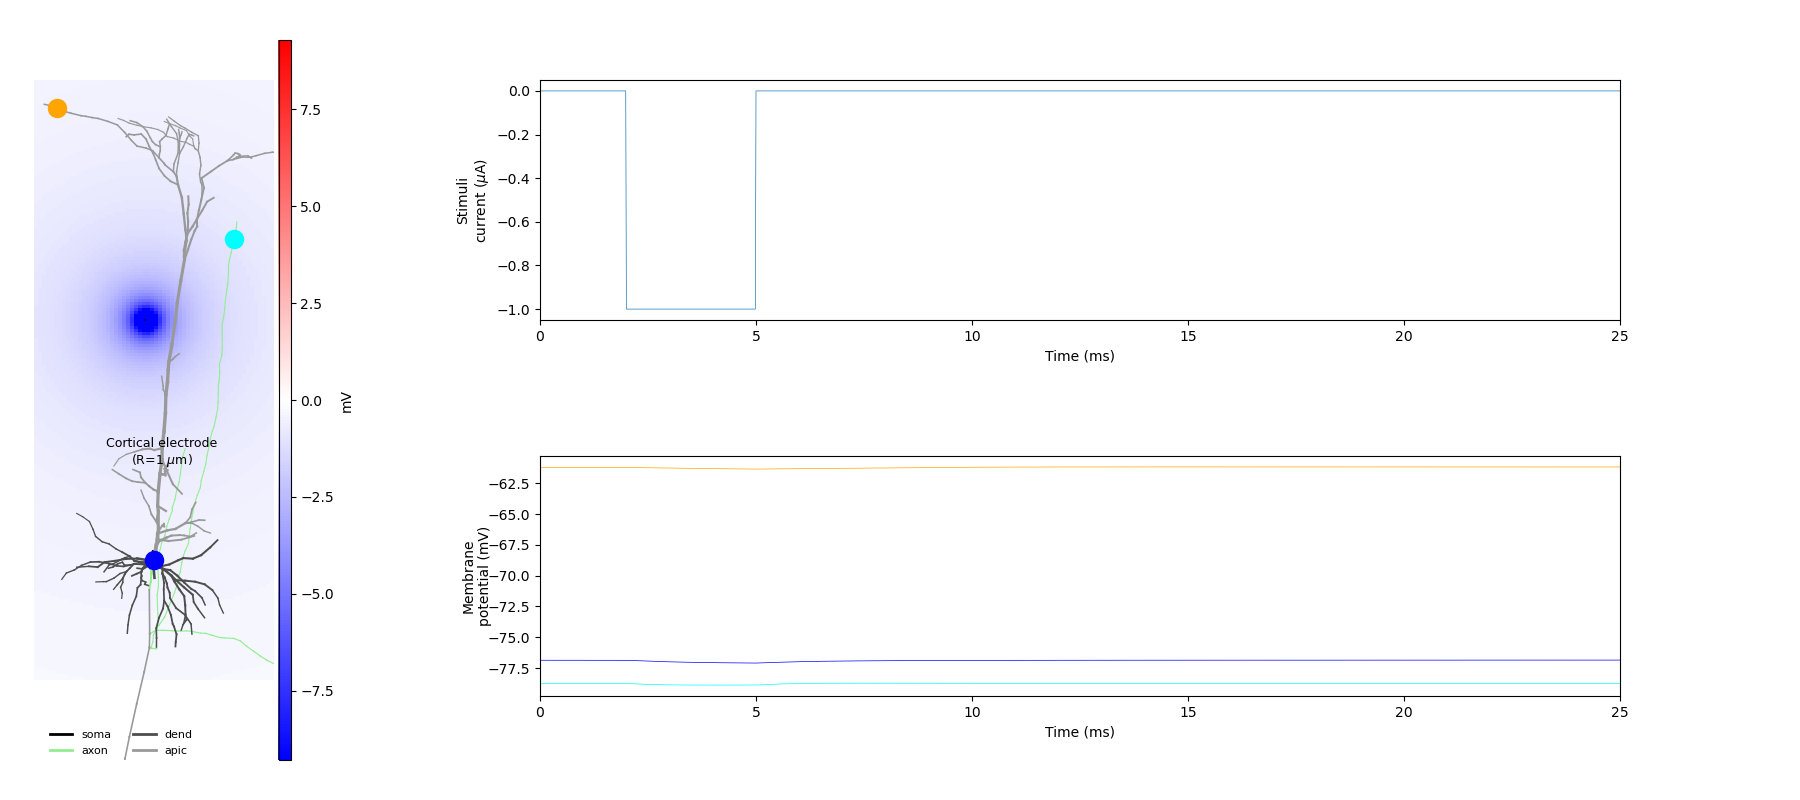 Cortical electrode
(R=1 μm)
soma
dend
axon
apic
7.5
5.0
2.5
0.0
−2.5
−5.0
−7.5
mV
0.0
−0.2
−0.4
−0.6
−0.8
−1.0
Stimuli
current (μA)
0 5 10 15 20 25
Time (ms)
−62.5
−65.0
−67.5
−70.0
−72.5
−75.0
−77.5
Membrane
potential (mV)
0 5 10 15 20 25
Time (ms)